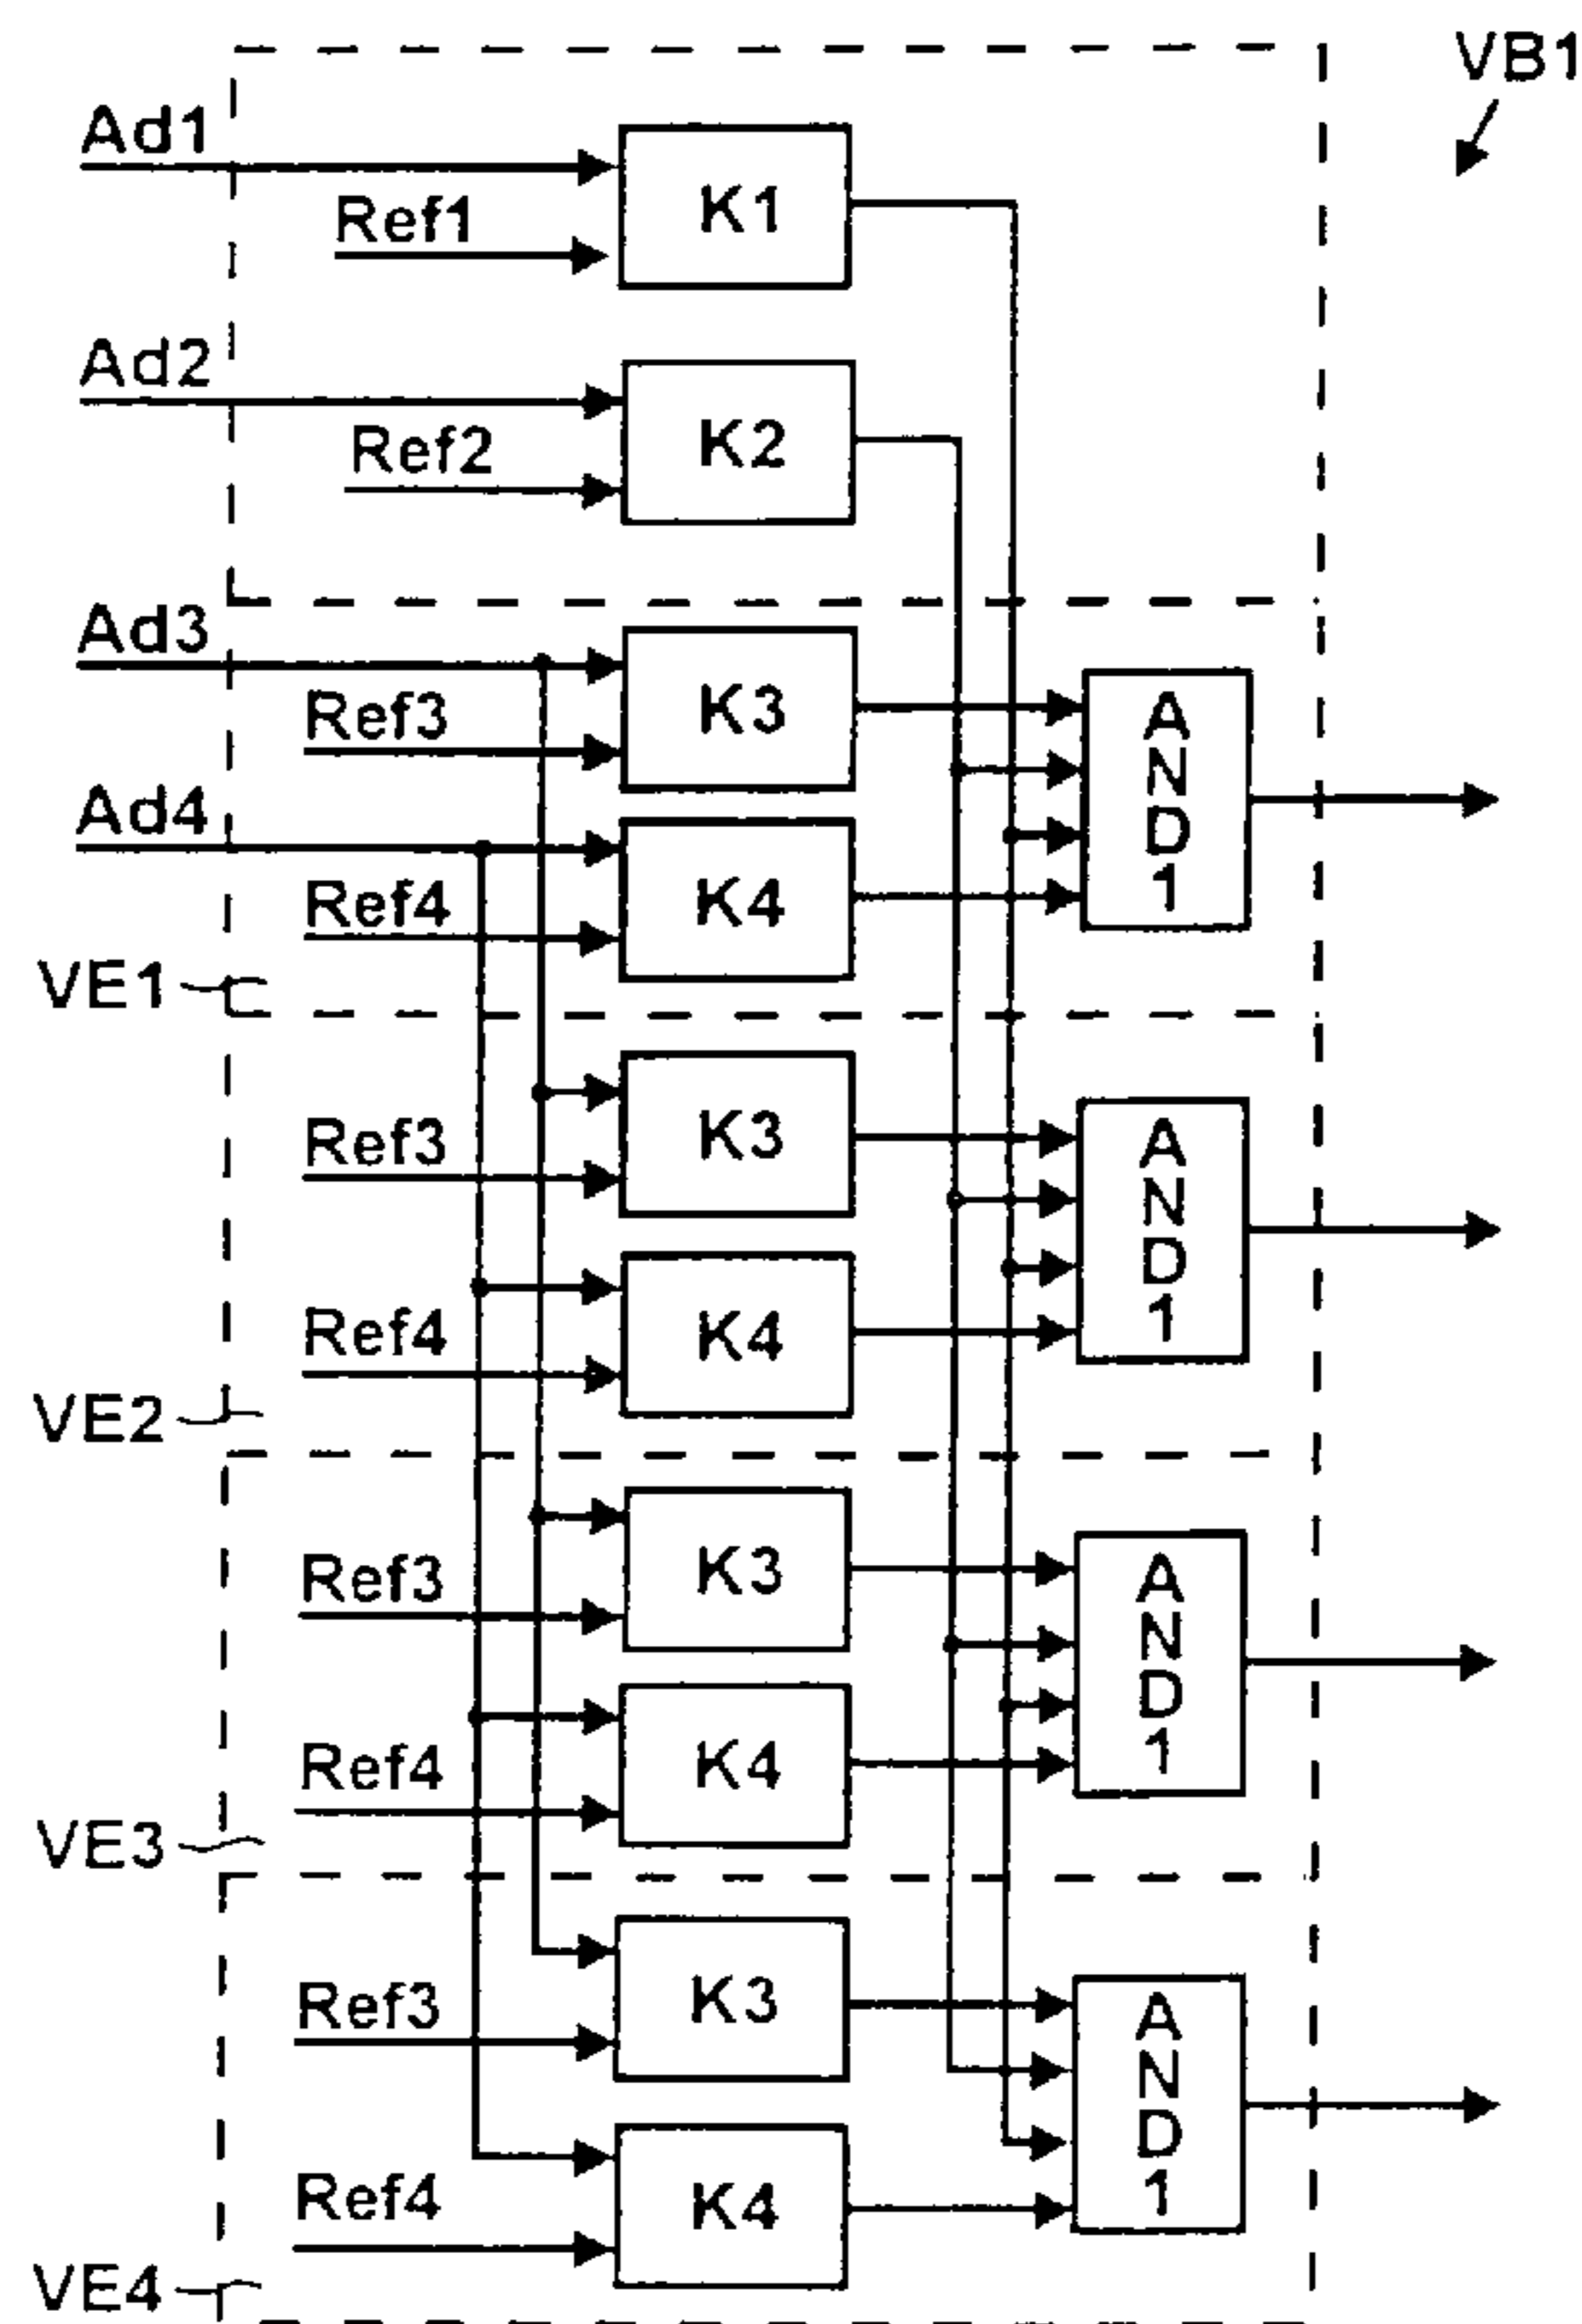 VB1
Ad1
Ref1
K1
Ad2
Ref2
K2
Ad3
Ref3
K3
Ad4
Ref4
K4
AND1
VE1
Ref3
K3
Ref4
K4
AND1
VE2
Ref3
K3
Ref4
K4
AND1
VE3
Ref3
K3
Ref4
K4
AND1
VE4